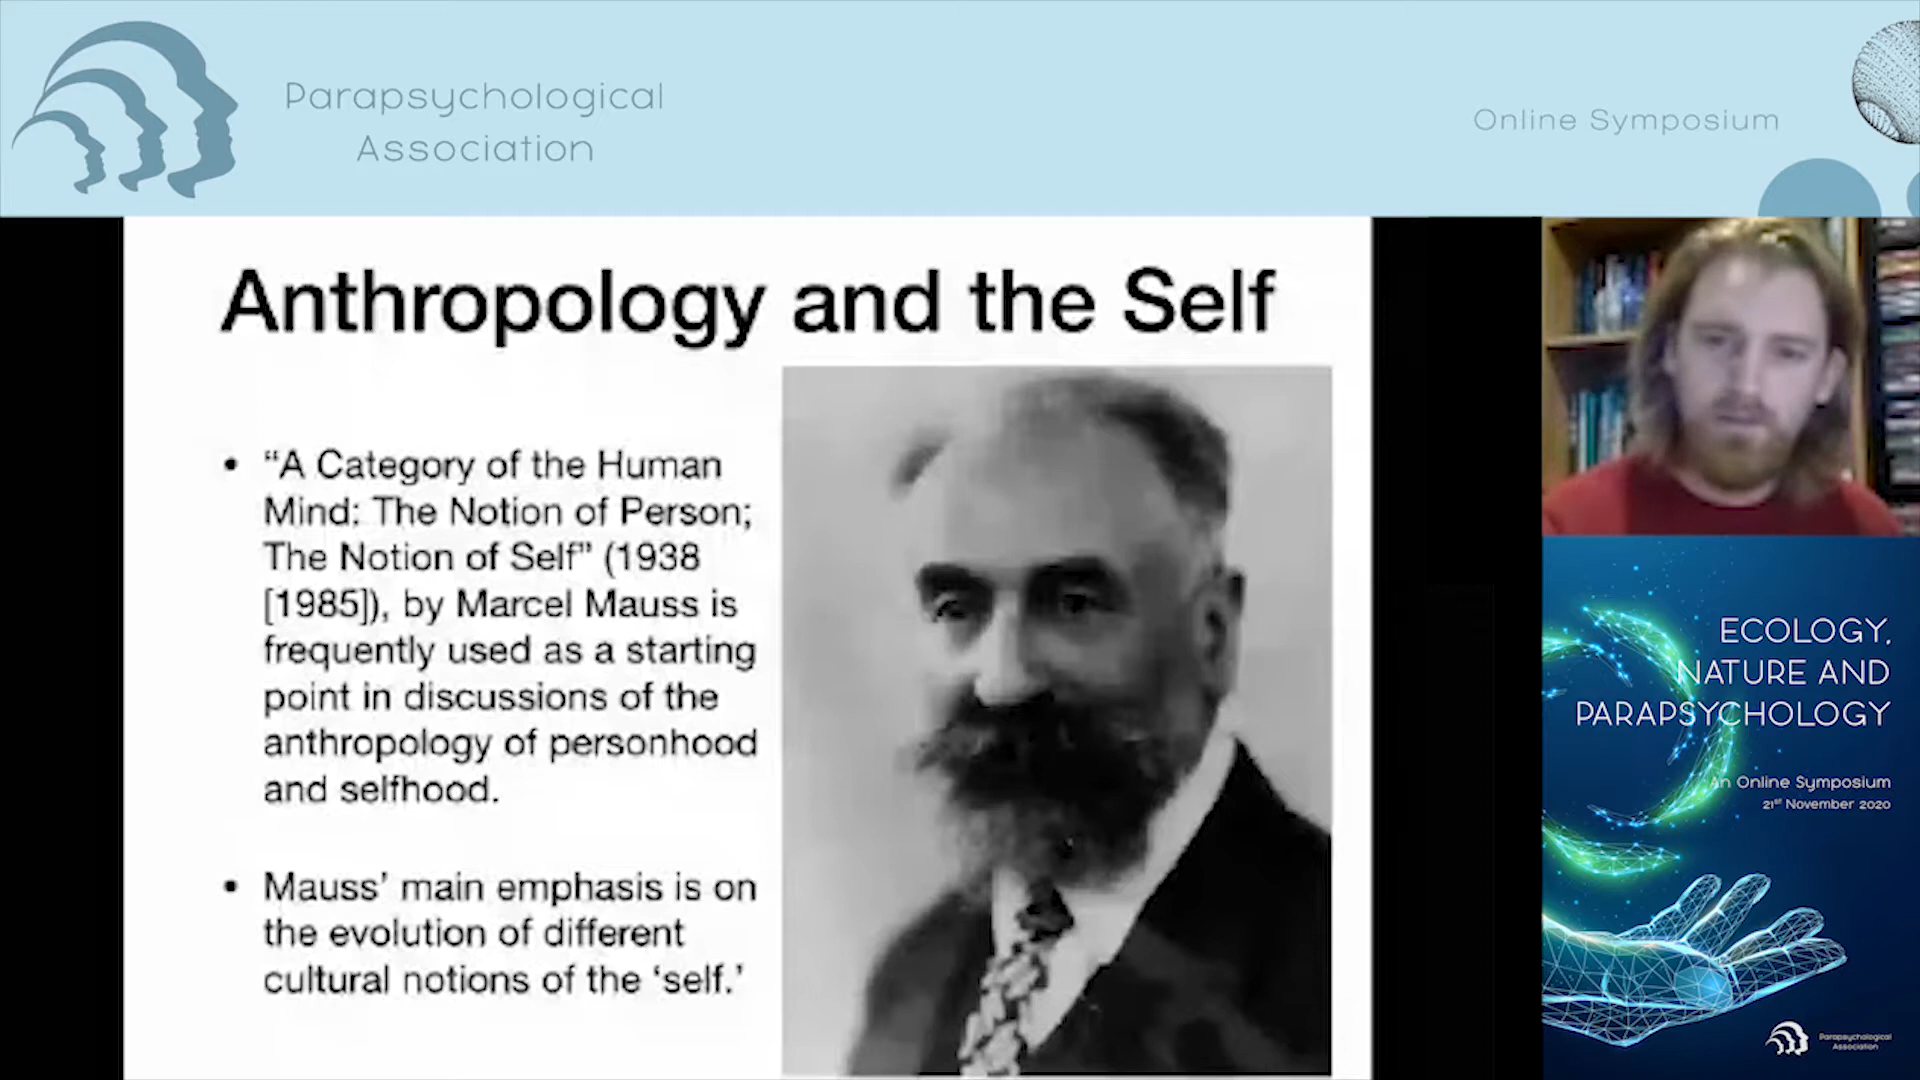 Parapsychological
Association
Online Symposium
Anthropology and the Self
• “A Category of the Human
Mind: The Notion of Person;
The Notion of Self” (1938
[1985]), by Marcel Mauss is
frequently used as a starting
point in discussions of the
anthropology of personhood
and selfhood.
• Mauss’ main emphasis is on
the evolution of different
cultural notions of the ‘self.’
ECOLOGY,
NATURE AND
PARAPSYCHOLOGY
An Online Symposium
21st November 2020
Parapsychological
Association